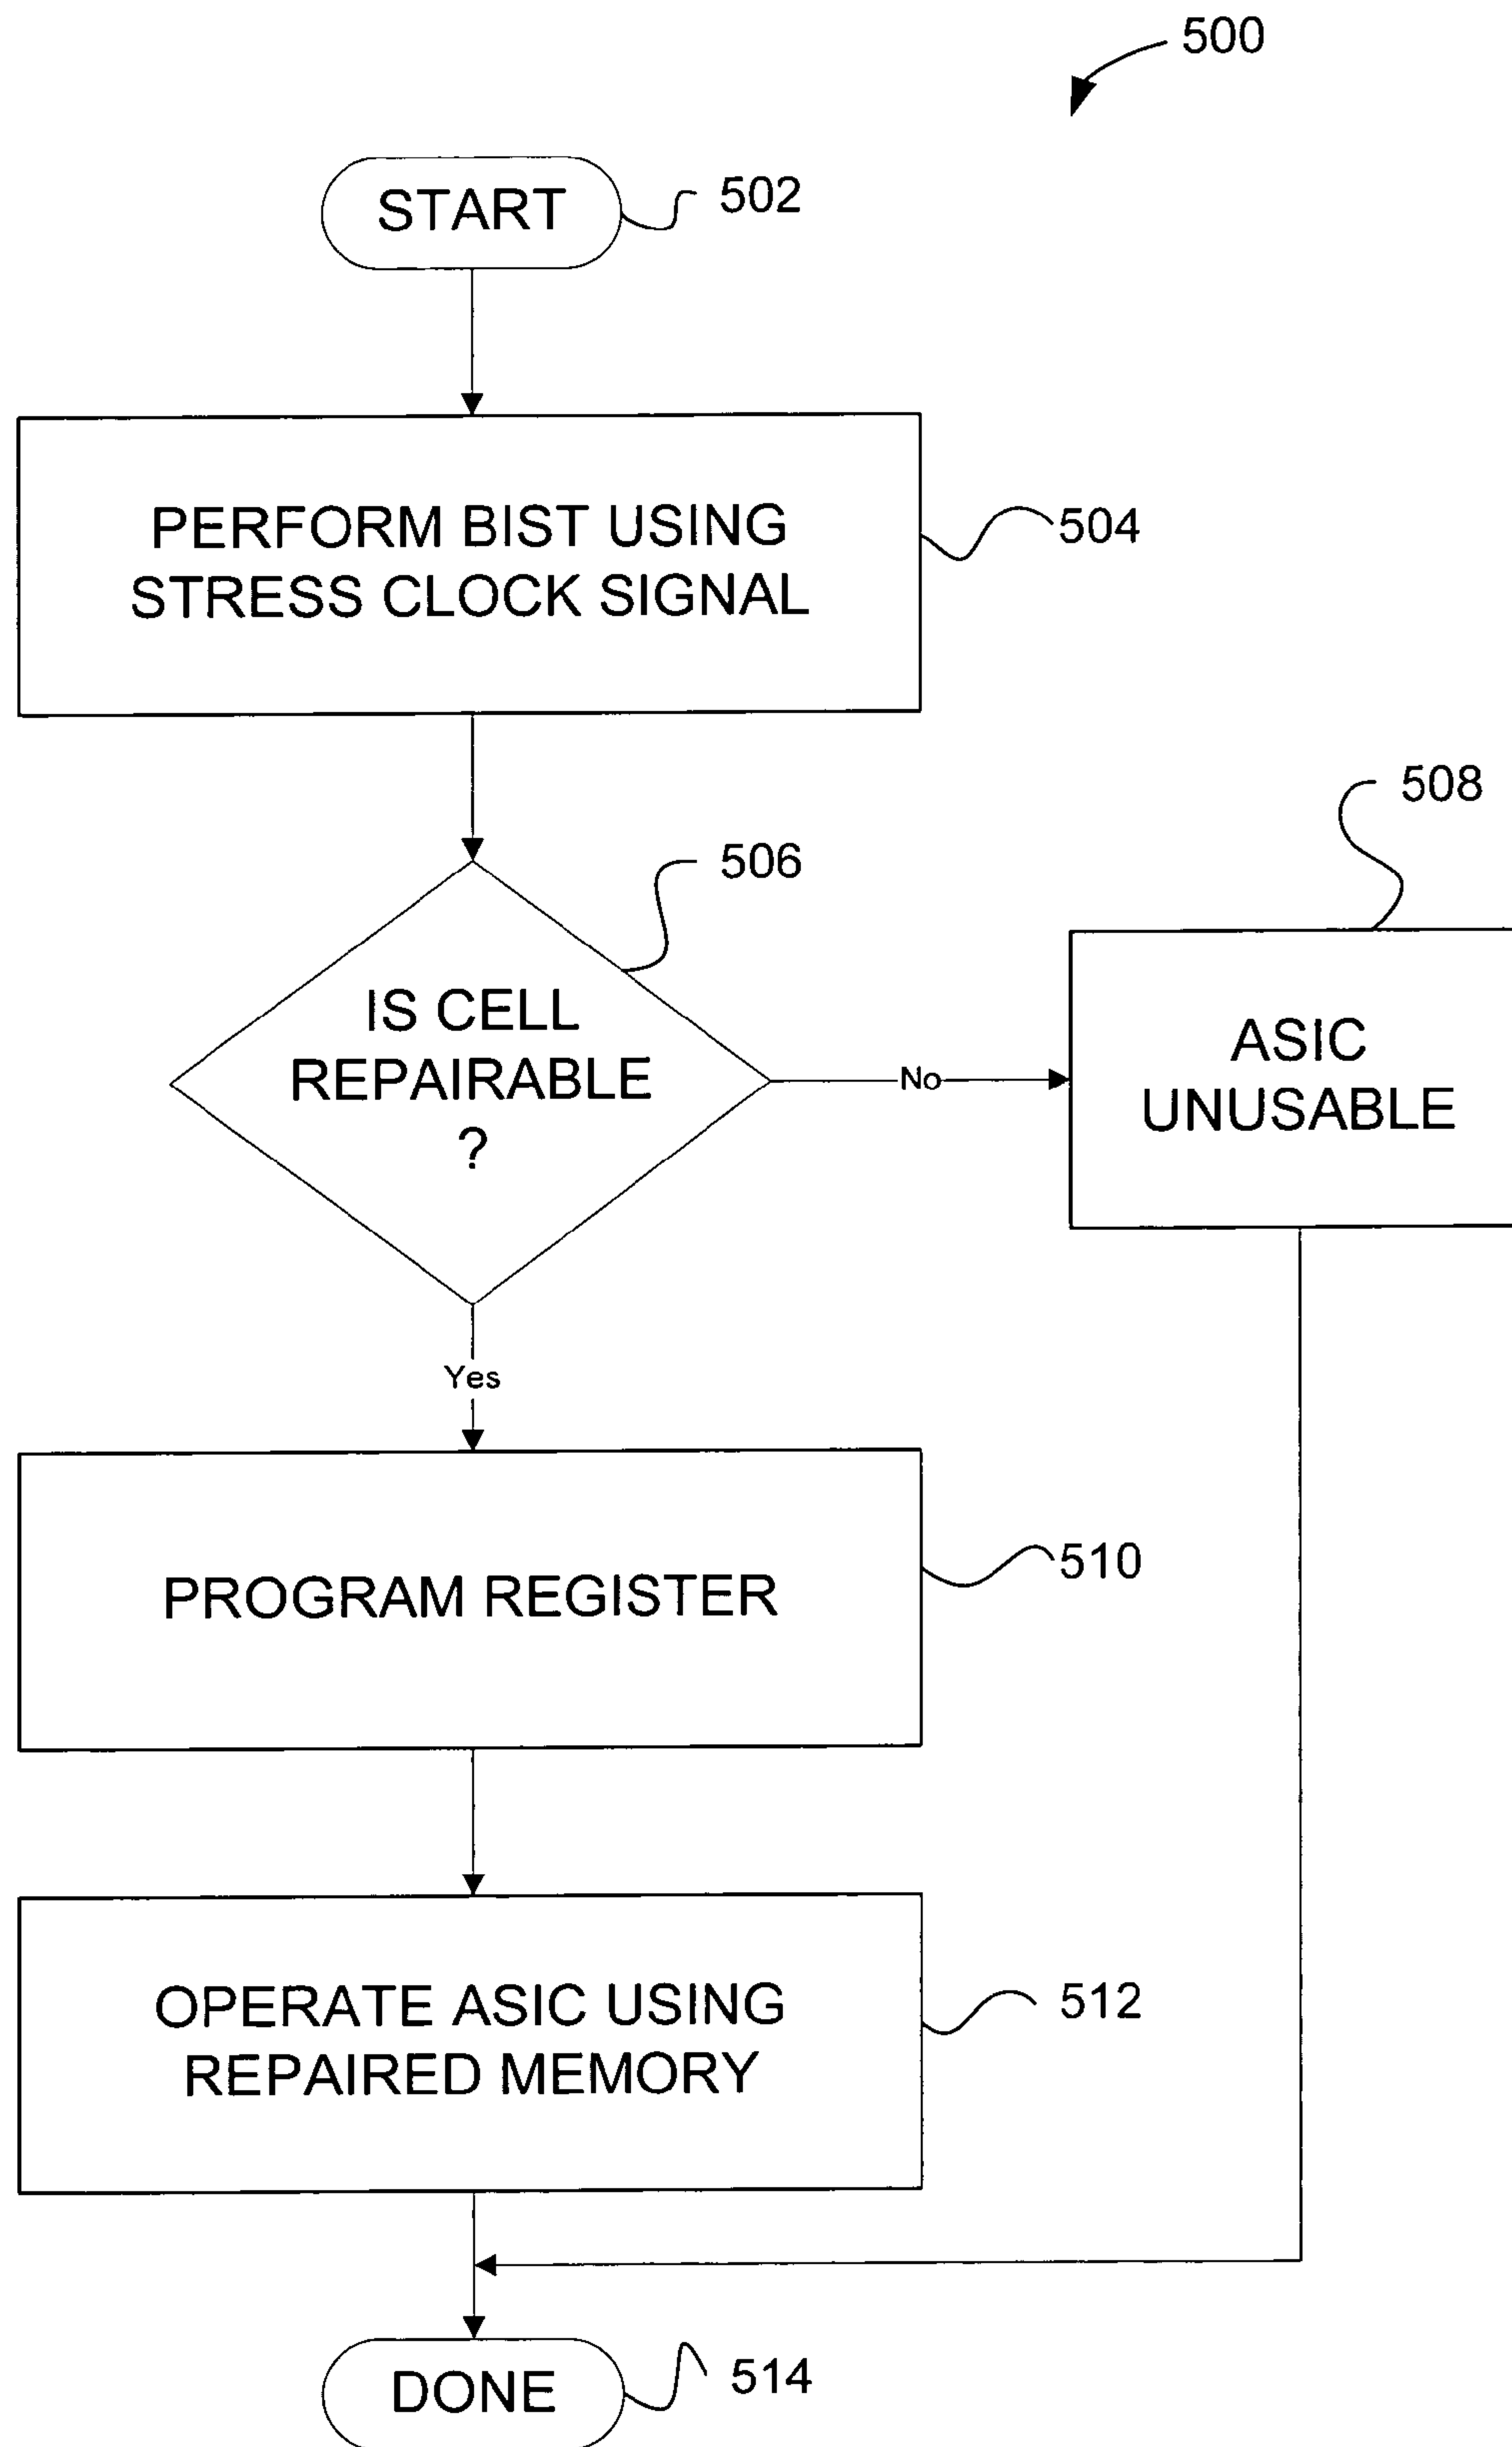 500
START
502
PERFORM BIST USING
STRESS CLOCK SIGNAL
504
508
506
IS CELL
REPAIRABLE
?
No
ASIC
UNUSABLE
Yes
PROGRAM REGISTER
510
OPERATE ASIC USING
REPAIRED MEMORY
512
DONE
514